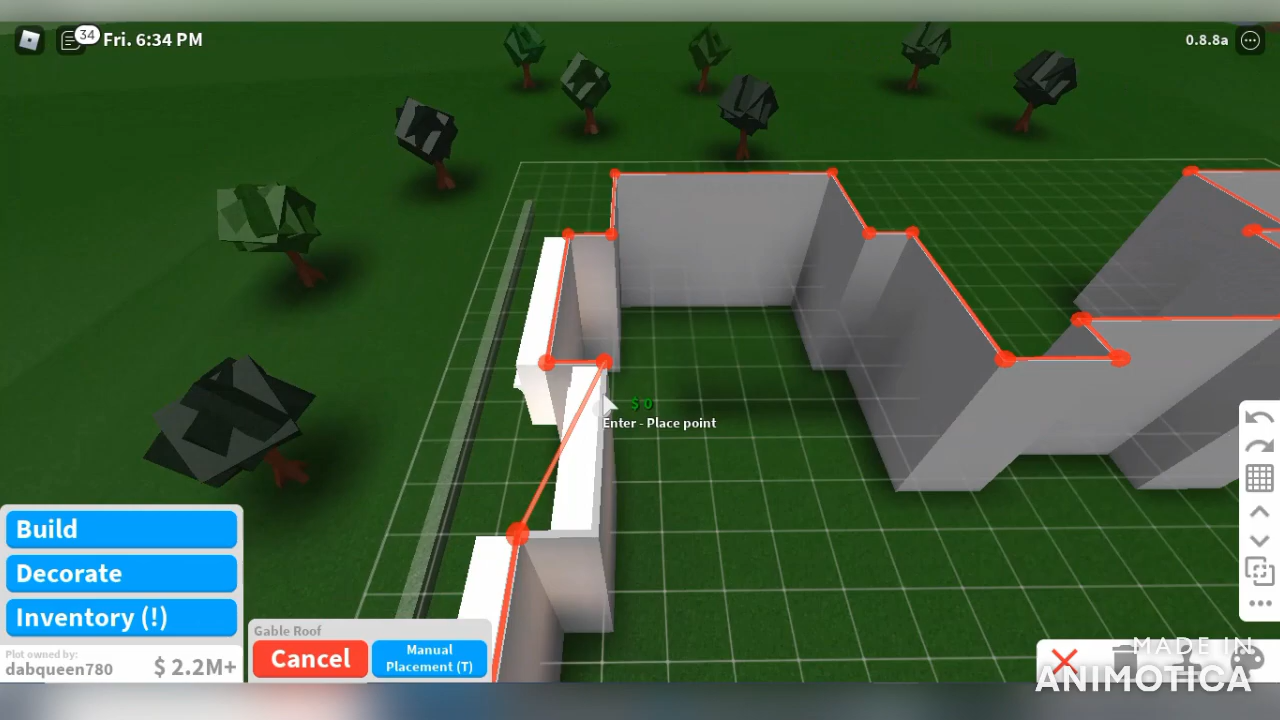 34
Fri. 6:34 PM
0.8.8a
$ 0
Enter - Place point
Build
Decorate
Inventory (!)
Plot owned by:
dabqueen780
$ 2.2M+
Gable Roof
Cancel
Manual
Placement (T)
MADE IN
ANIMOTICA